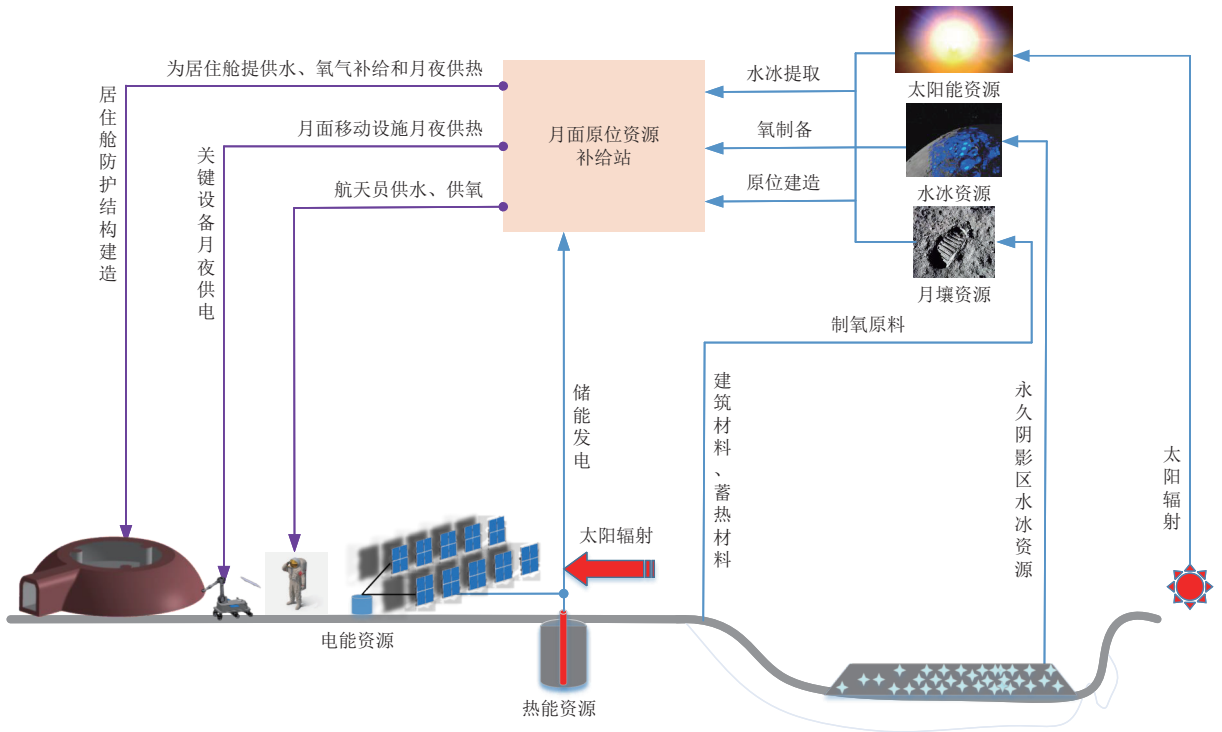 为居住舱提供水、氧气补给和月夜供热
居住舱防护结构建造
月面移动设施月夜供热
关键设备月夜供电
航天员供水、供氧
月面原位资源
补给站
水冰提取
氧制备
原位建造
太阳能资源
水冰资源
月壤资源
制氧原料
储能发电
建筑材料、蓄热材料
永久阴影区水冰资源
太阳辐射
太阳辐射
电能资源
热能资源